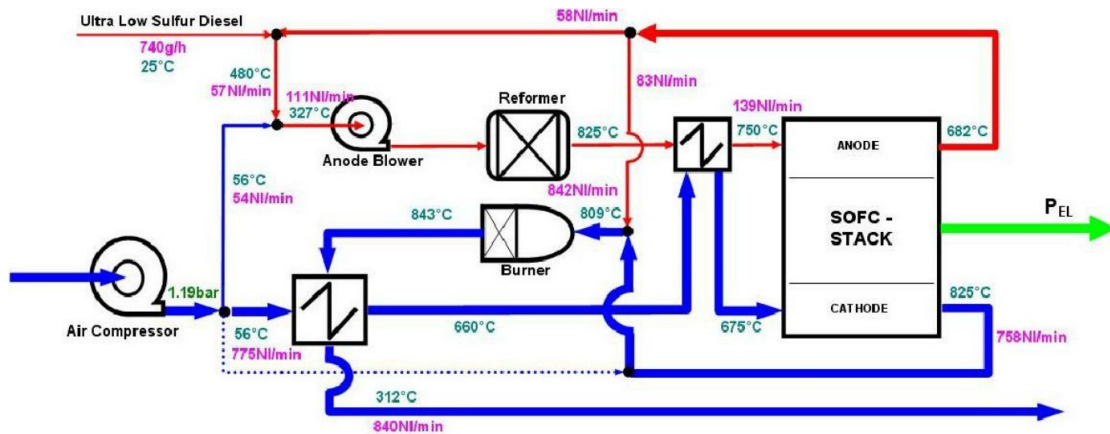 58Nl/min
Ultra Low Sulfur Diesel
740g/h
25°C
480°C
57Nl/min
111Nl/min
327°C
Anode Blower
Reformer
825°C
83Nl/min
139Nl/min
750°C
ANODE
682°C
56°C
54Nl/min
842Nl/min
843°C
809°C
Burner
SOFC -
STACK
P_EL
1.19bar
Air Compressor
56°C
775Nl/min
660°C
675°C
CATHODE
825°C
758Nl/min
312°C
840Nl/min